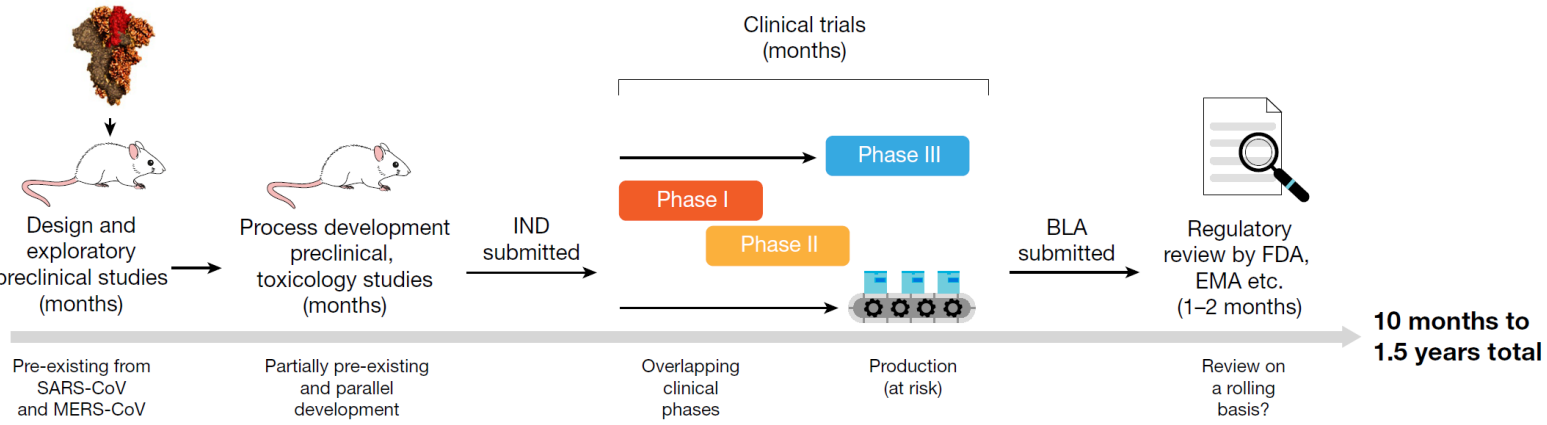 Clinical trials
(months)
Phase III
Phase I
Phase II
Design and
exploratory
preclinical studies
(months)
Process development
preclinical,
toxicology studies
(months)
IND
submitted
BLA
submitted
Regulatory
review by FDA,
EMA etc.
(1–2 months)
10 months to
1.5 years total
Pre-existing from
SARS-CoV
and MERS-CoV
Partially pre-existing
and parallel
development
Overlapping
clinical
phases
Production
(at risk)
Review on
a rolling
basis?